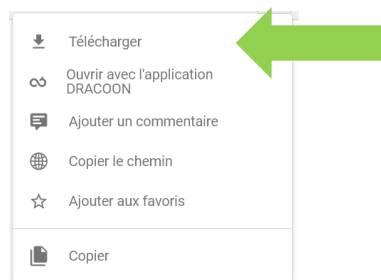 Télécharger
Ouvrir avec l'application
DRACOON
Ajouter un commentaire
Copier le chemin
Ajouter aux favoris
Copier